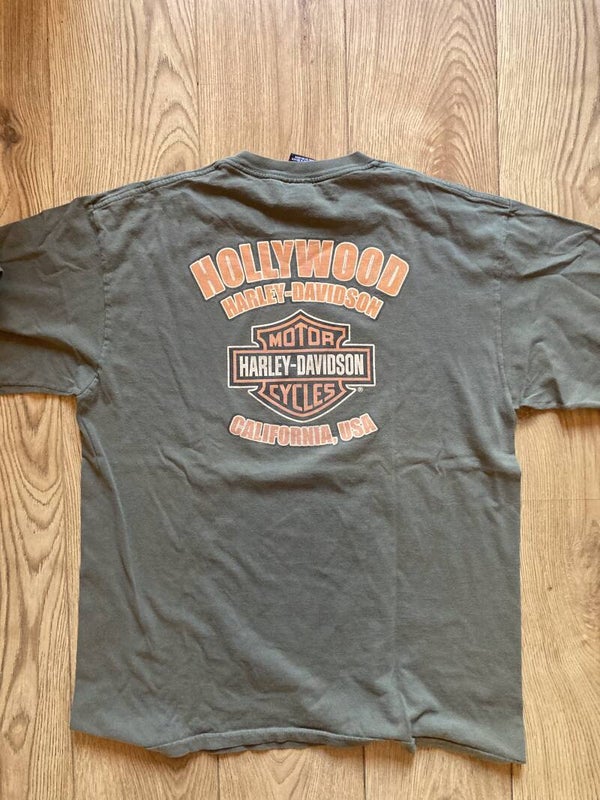 HOLLYWOOD
HARLEY-DAVIDSON
MOTOR
HARLEY-DAVIDSON
CYCLES
®
CALIFORNIA, USA